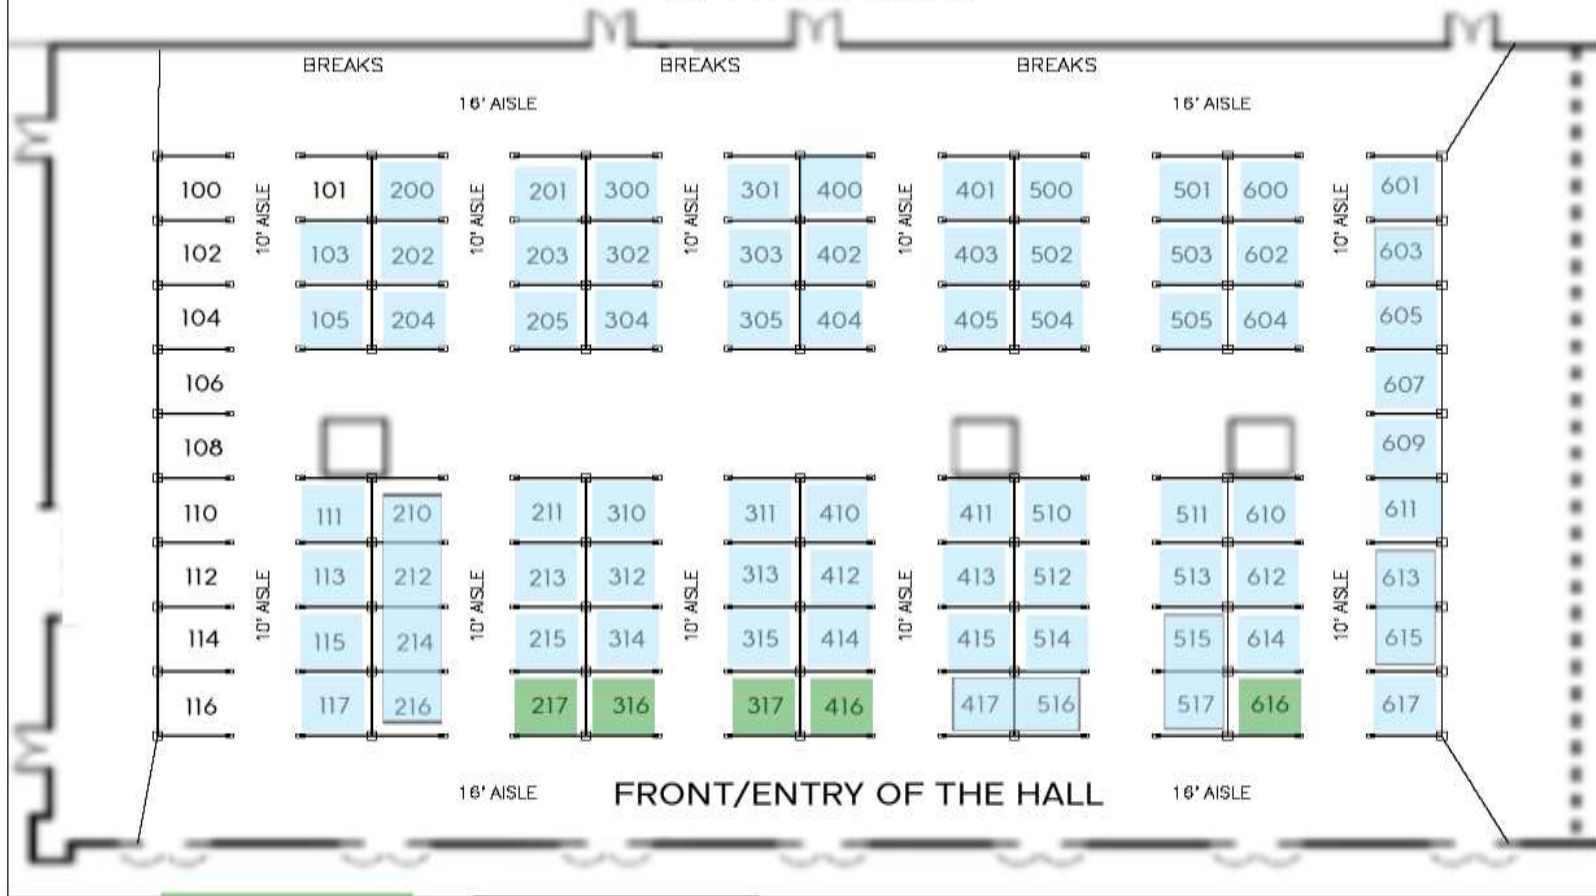 BREAKS BREAKS BREAKS
16' AISLE 16' AISLE
100 101 200 201 300 301 400 401 500 501 600 601
10' AISLE 10' AISLE 10' AISLE 10' AISLE 10' AISLE
102 103 202 203 302 303 402 403 502 503 602 603
104 105 204 205 304 305 404 405 504 505 604 605
106 607
108 609
110 111 210 211 310 311 410 411 510 511 610 611
112 113 212 213 312 313 412 413 512 513 612 613
10' AISLE 10' AISLE 10' AISLE 10' AISLE 10' AISLE
114 115 214 215 314 315 414 415 514 515 614 615
116 117 216 217 316 317 416 417 516 517 616 617
16' AISLE FRONT/ENTRY OF THE HALL 16' AISLE